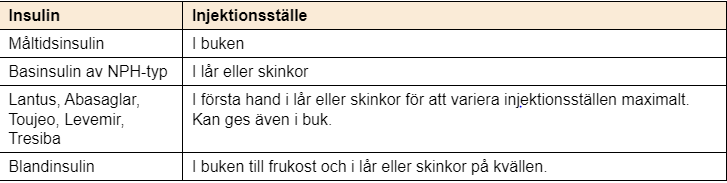 Insulin Injektionsställe
Måltidsinsulin I buken
Basinsulin av NPH-typ I lår eller skinkor
Lantus, Abasaglar, I första hand i lår eller skinkor för att variera injektionsställen maximalt.
Toujeo, Levemir, Kan ges även i buk.
Tresiba
Blandinsulin I buken till frukost och i lår eller skinkor på kvällen.